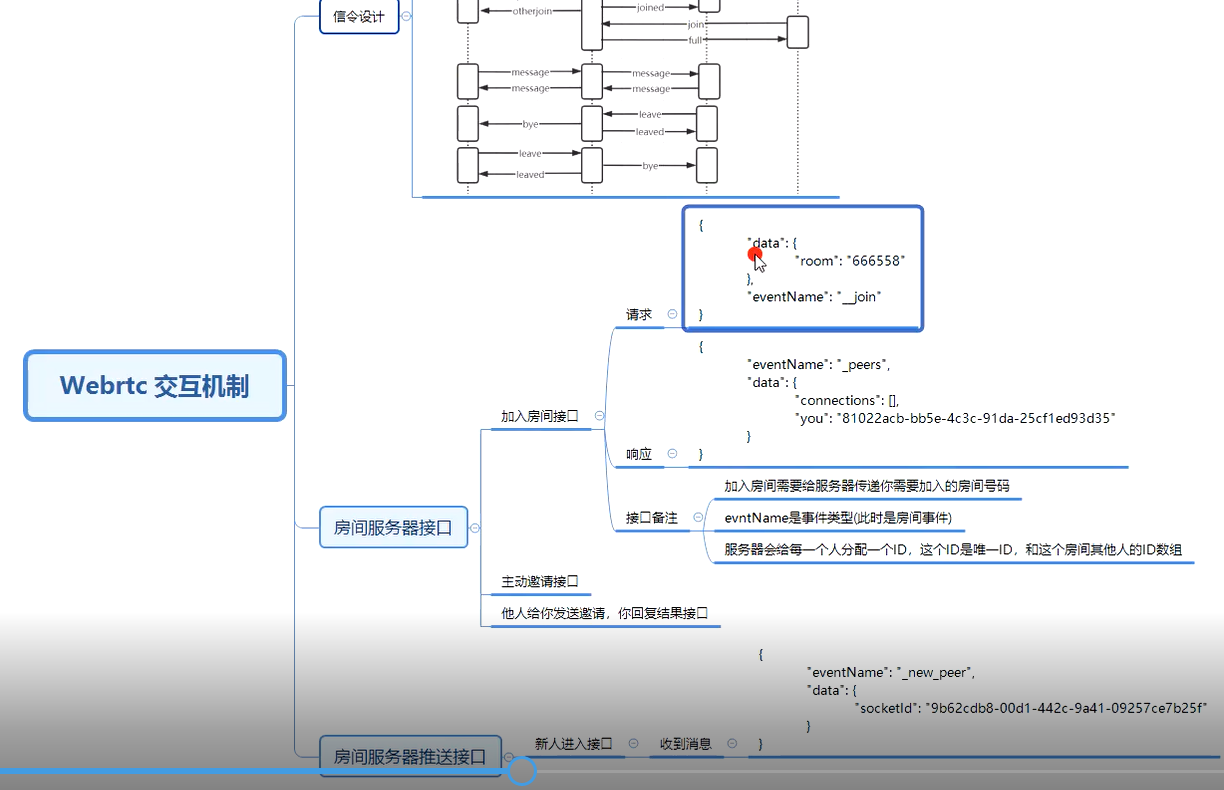 信令设计
otherjoin
joined
join
full
message
message
message
message
bye
leave
leaved
leave
leaved
bye
{
"data": {
"room": "666558"
},
"eventName": "__join"
}
请求
{
"eventName": "_peers",
"data": {
"connections": [],
"you": "81022acb-bb5e-4c3c-91da-25cf1ed93d35"
}
}
响应
Webrtc 交互机制
加入房间接口
接口备注
加入房间需要给服务器传递你需要加入的房间号码
evntName是事件类型(此时是房间事件)
服务器会给每一个人分配一个ID，这个ID是唯一ID，和这个房间其他人的ID数组
房间服务器接口
主动邀请接口
他人给你发送邀请，你回复结果接口
{
"eventName": "_new_peer",
"data": {
"socketId": "9b62cdb8-00d1-442c-9a41-09257ce7b25f"
}
}
房间服务器推送接口
新人进入接口
收到消息